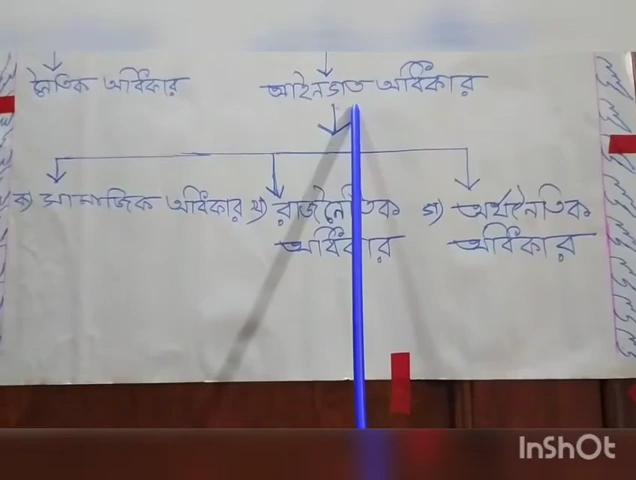 নৈতিক অধিকার
আইনগত অধিকার
ক) সামাজিক অধিকার
খ) রাজনৈতিক
অধিকার
গ) অর্থনৈতিক
অধিকার
InShOt